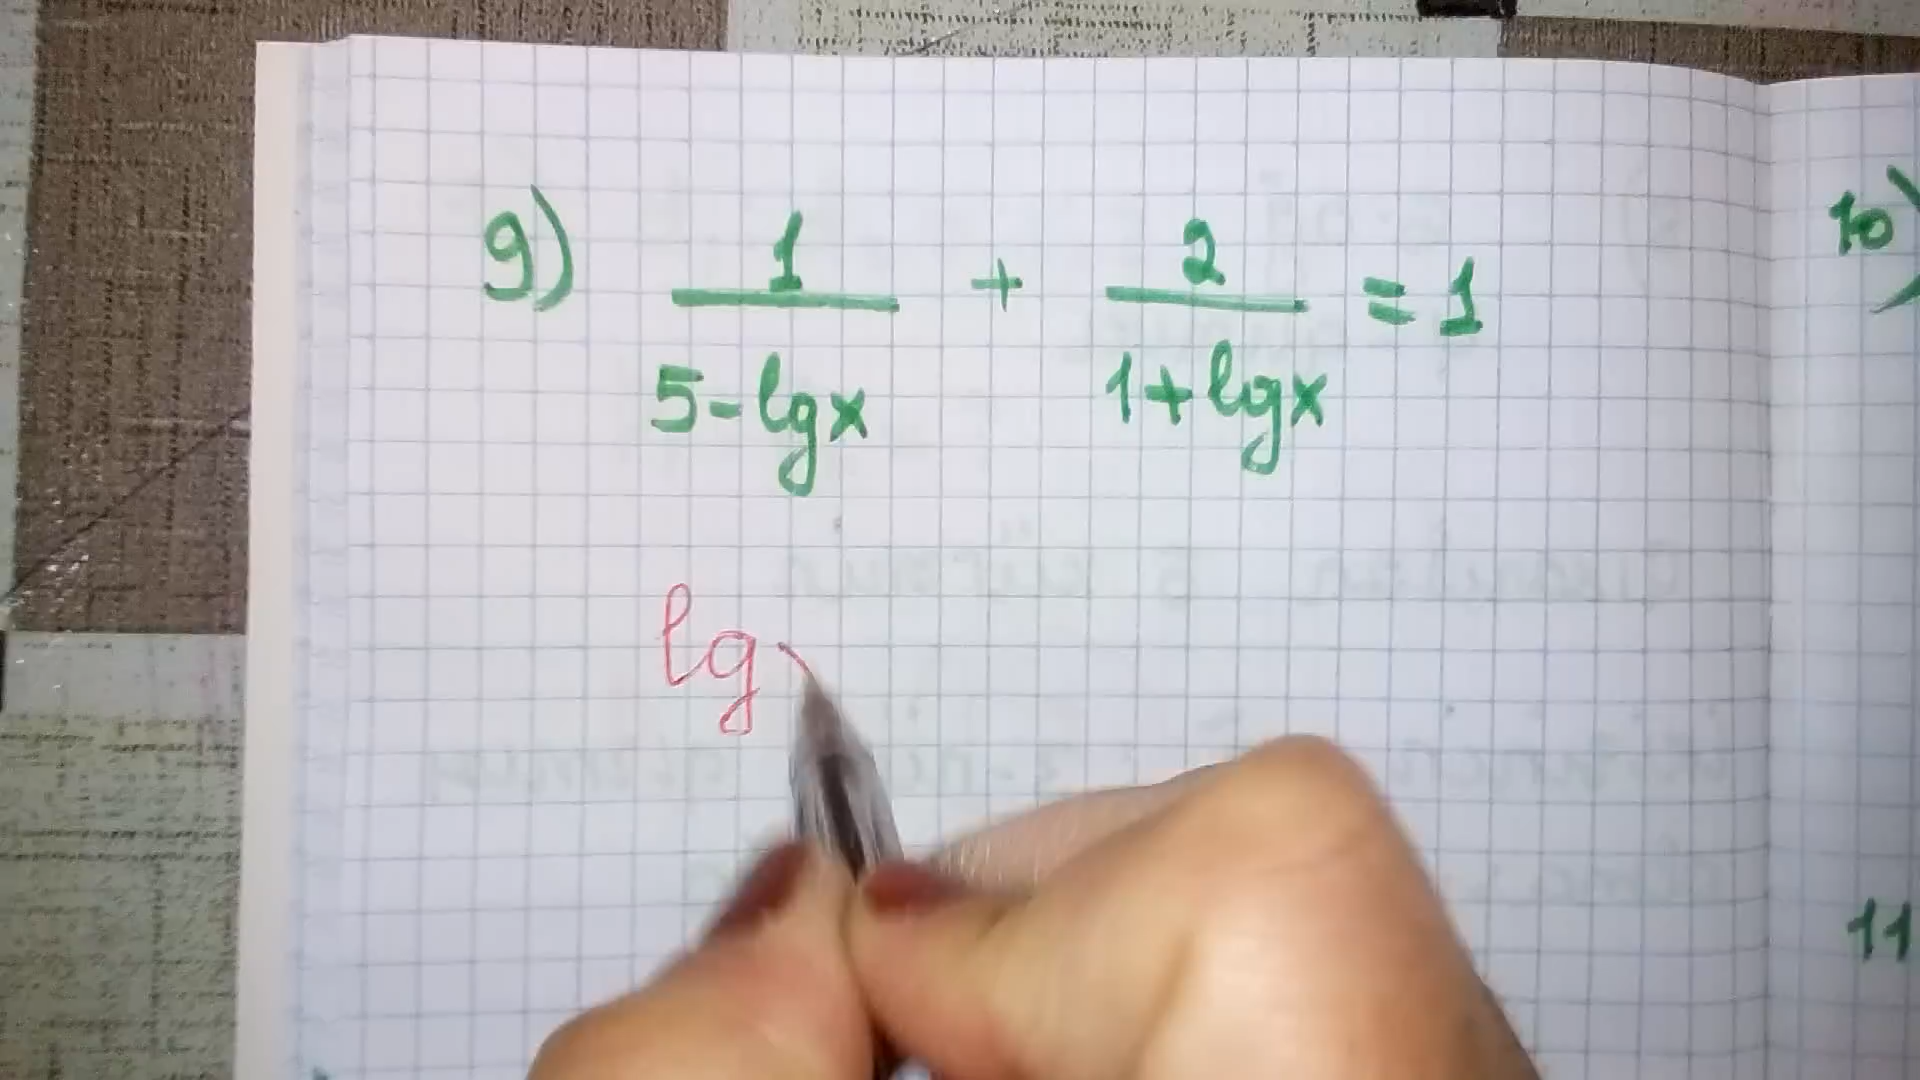 9) 1/(5-lgx) + 2/(1+lgx) = 1
10)
lg
11